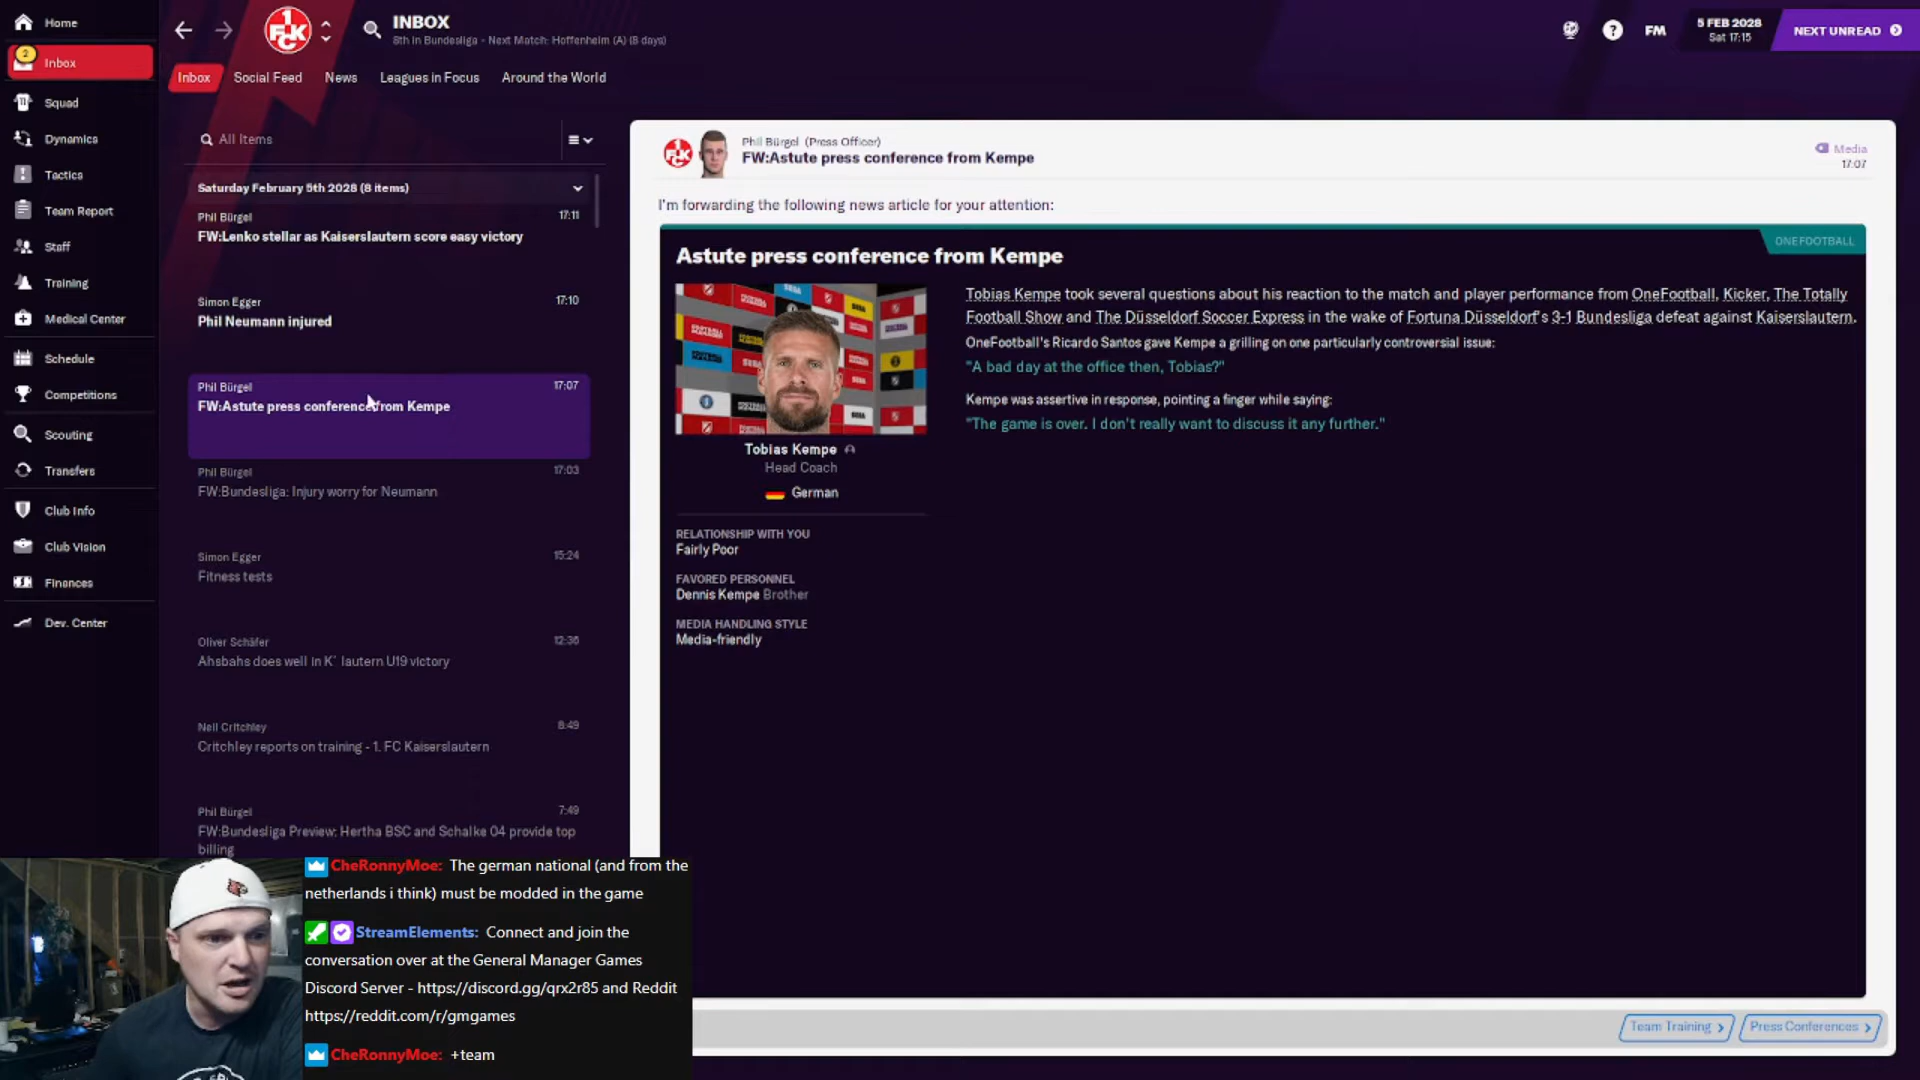 Home
Inbox
2
Squad
Dynamics
Tactics
Team Report
Staff
Training
Medical Center
Schedule
Competitions
Scouting
Transfers
Club Info
Club Vision
Finances
Dev. Center
INBOX
8th in Bundesliga - Next Match: Hoffenheim (A) (8 days)
FM
5 FEB 2028
Sat 17:15
NEXT UNREAD
Inbox
Social Feed
News
Leagues in Focus
Around the World
All Items
Saturday February 5th 2028 (8 items)
Phil Bürgel 17:11
FW:Lenko stellar as Kaiserslautern score easy victory
Simon Egger 17:10
Phil Neumann injured
Phil Bürgel 17:07
FW:Astute press conference from Kempe
Phil Bürgel 17:03
FW:Bundesliga: Injury worry for Neumann
Simon Egger 15:24
Fitness tests
Oliver Schäfer 12:36
Ahsbahs does well in K'lautern U19 victory
Neil Critchley 8:49
Critchley reports on training - 1. FC Kaiserslautern
Phil Bürgel 7:49
FW:Bundesliga Preview: Hertha BSC and Schalke 04 provide top
billing
Phil Bürgel (Press Officer)
FW:Astute press conference from Kempe
Media
17:07
I'm forwarding the following news article for your attention:
ONEFOOTBALL
Astute press conference from Kempe
Tobias Kempe took several questions about his reaction to the match and player performance from OneFootball, Kicker, The Totally
Football Show and The Düsseldorf Soccer Express in the wake of Fortuna Düsseldorf's 3-1 Bundesliga defeat against Kaiserslautern.
OneFootball's Ricardo Santos gave Kempe a grilling on one particularly controversial issue:
"A bad day at the office then, Tobias?"
Kempe was assertive in response, pointing a finger while saying:
"The game is over. I don't really want to discuss it any further."
Tobias Kempe
Head Coach
German
RELATIONSHIP WITH YOU
Fairly Poor
FAVORED PERSONNEL
Dennis Kempe Brother
MEDIA HANDLING STYLE
Media-friendly
Team Training
Press Conferences
CheRonnyMoe: The german national (and from the
netherlands i think) must be modded in the game
StreamElements: Connect and join the
conversation over at the General Manager Games
Discord Server - https://discord.gg/qrx2r85 and Reddit
https://reddit.com/r/gmgames
CheRonnyMoe: +team